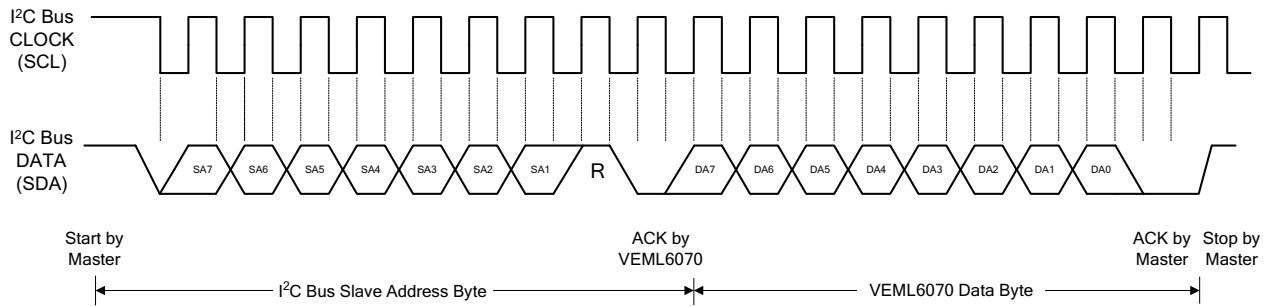 I²C Bus
CLOCK
(SCL)
I²C Bus
DATA
(SDA)
SA7 SA6 SA5 SA4 SA3 SA2 SA1 R DA7 DA6 DA5 DA4 DA3 DA2 DA1 DA0
Start by
Master
ACK by
VEML6070
ACK by
Master
Stop by
Master
I²C Bus Slave Address Byte
VEML6070 Data Byte